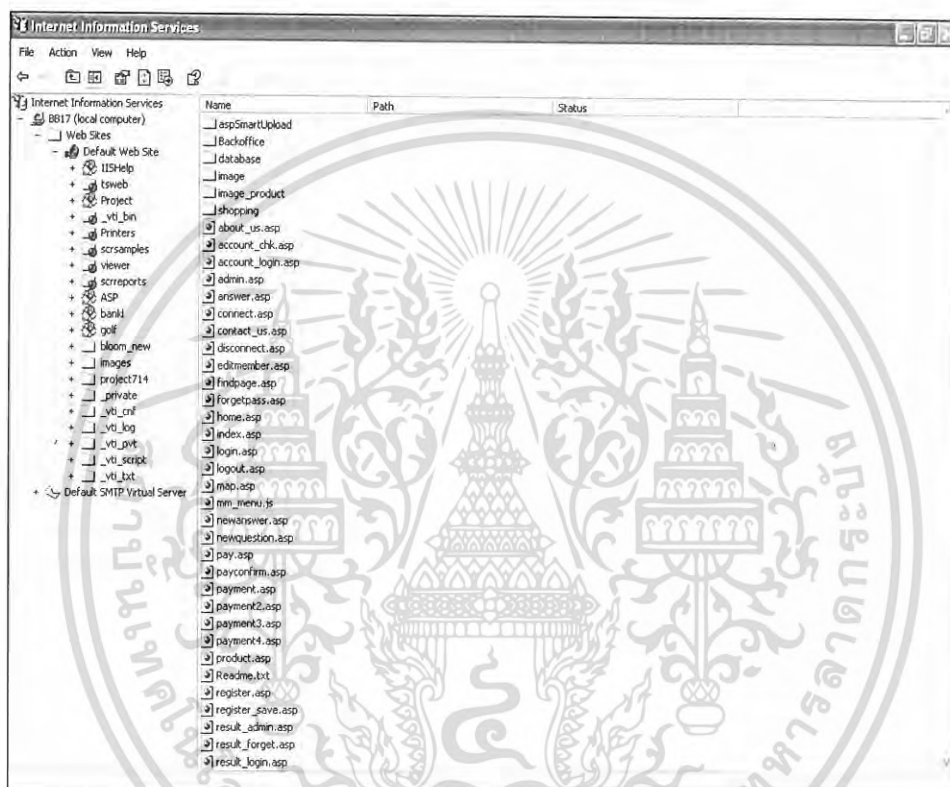 Internet Information Services
File Action View Help
Internet Information Services
BB17 (local computer)
Web Sites
Default Web Site
IISHelp
tsweb
Project
_vti_bin
Printers
scrsamples
viewer
scrreports
ASP
bankl
golf
bloom_new
images
project714
_private
_vti_cnf
_vti_log
_vti_pvt
_vti_script
_vti_txt
Default SMTP Virtual Server
Name Path Status
aspSmartUpload
Backoffice
database
image
image_product
shopping
about_us.asp
account_chk.asp
account_login.asp
admin.asp
answer.asp
connect.asp
contact_us.asp
disconnect.asp
editmember.asp
findpage.asp
forgetpass.asp
home.asp
index.asp
login.asp
logout.asp
map.asp
mm_menu.js
newanswer.asp
newquestion.asp
pay.asp
payconfirm.asp
payment.asp
payment2.asp
payment3.asp
payment4.asp
product.asp
Readme.txt
register.asp
register_save.asp
result_admin.asp
result_forget.asp
result_login.asp